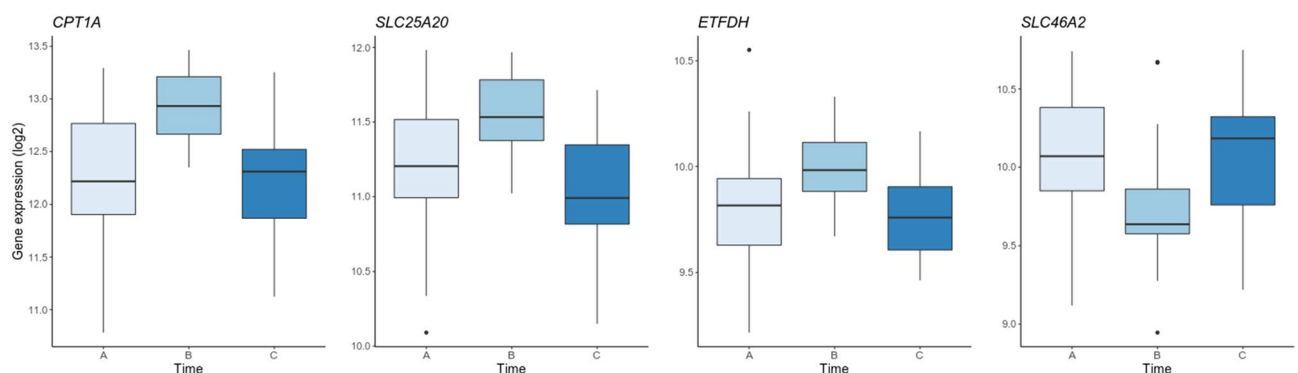 CPT1A
SLC25A20
ETFDH
SLC46A2
Gene expression (log2)
13.5
13.0
12.5
12.0
11.5
11.0
A B C
Time
12.0
11.5
11.0
10.5
10.0
A B C
Time
10.5
10.0
9.5
A B C
Time
10.5
10.0
9.5
9.0
A B C
Time